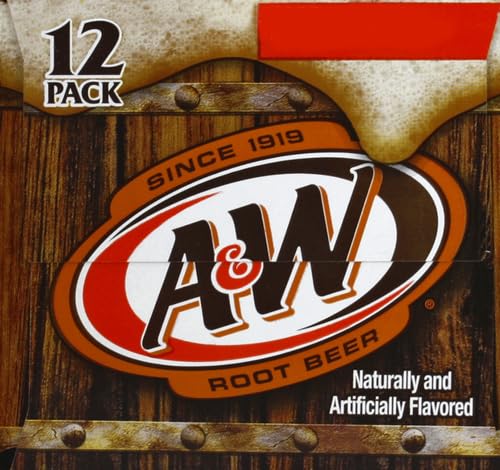 12
PACK
SINCE 1919
A&W
ROOT BEER
®
Naturally and
Artificially Flavored